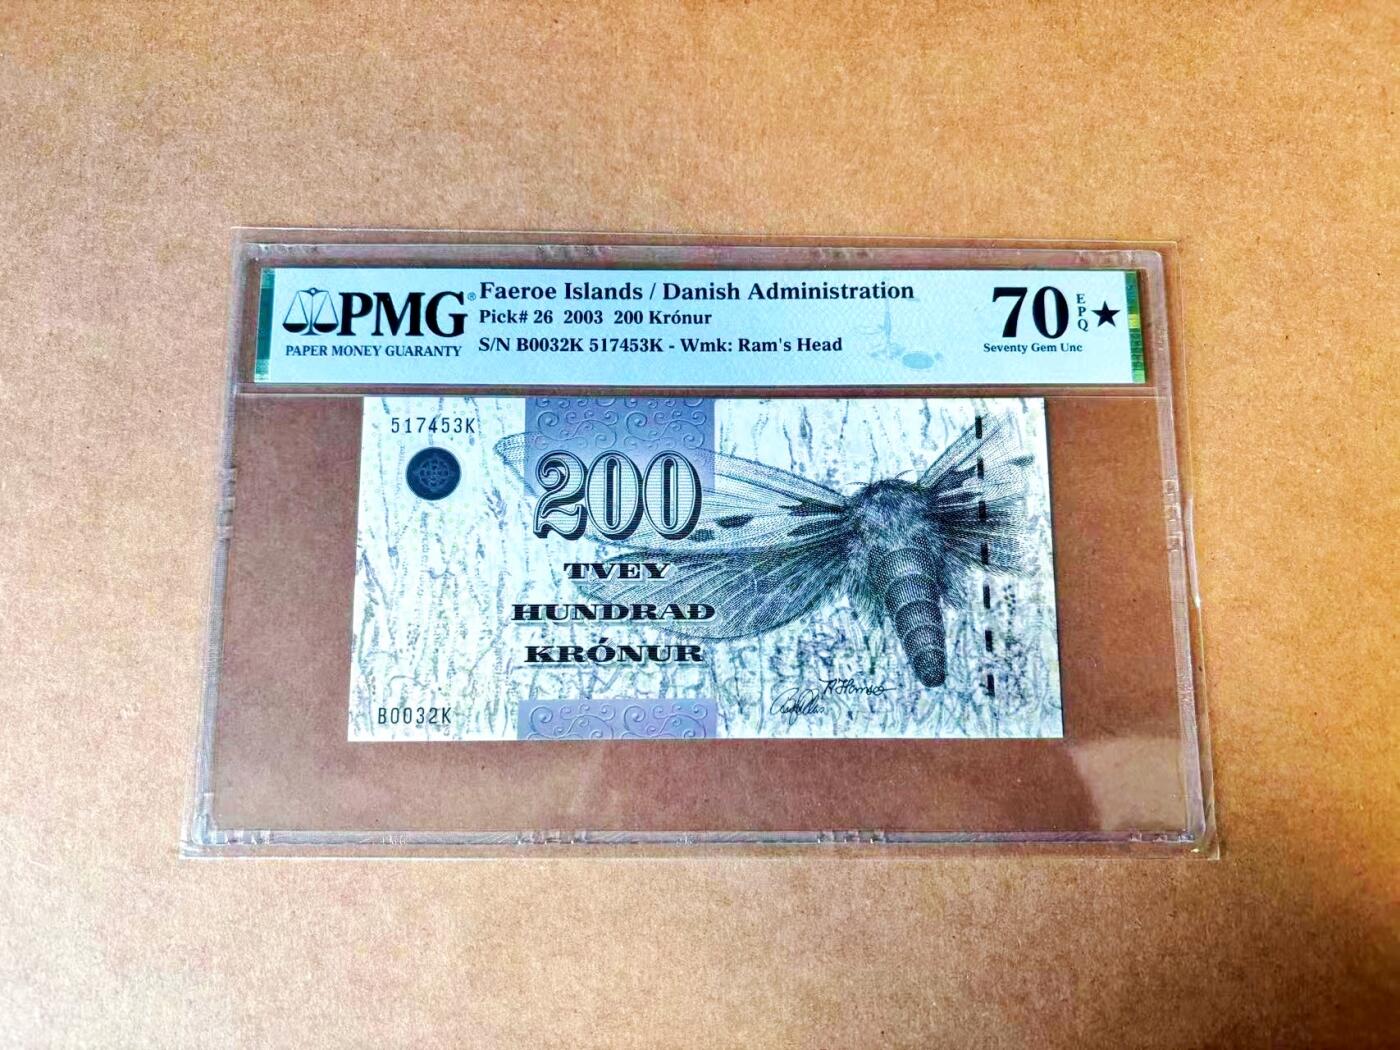 PMG®
PAPER MONEY GUARANTY
Faeroe Islands / Danish Administration
Pick# 26 2003 200 Krónur
S/N B0032K 517453K - Wmk: Ram's Head
70 EPQ ★
Seventy Gem Unc
517453K
200
TVEY
HUNDRAÐ
KRÓNUR
B0032K